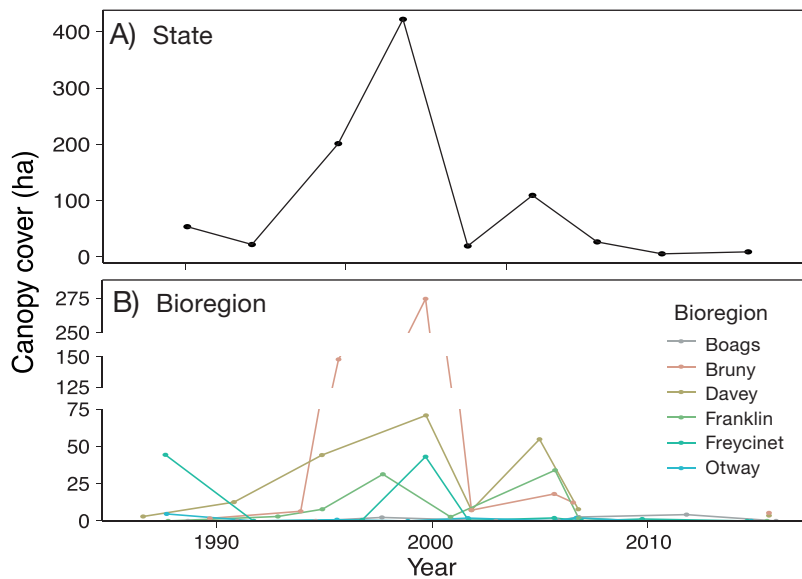 A) State
400
300
200
100
0
Canopy cover (ha)
B) Bioregion
275
250
150
125
75
50
25
0
Bioregion
Boags
Bruny
Davey
Franklin
Freycinet
Otway
1990 2000 2010
Year